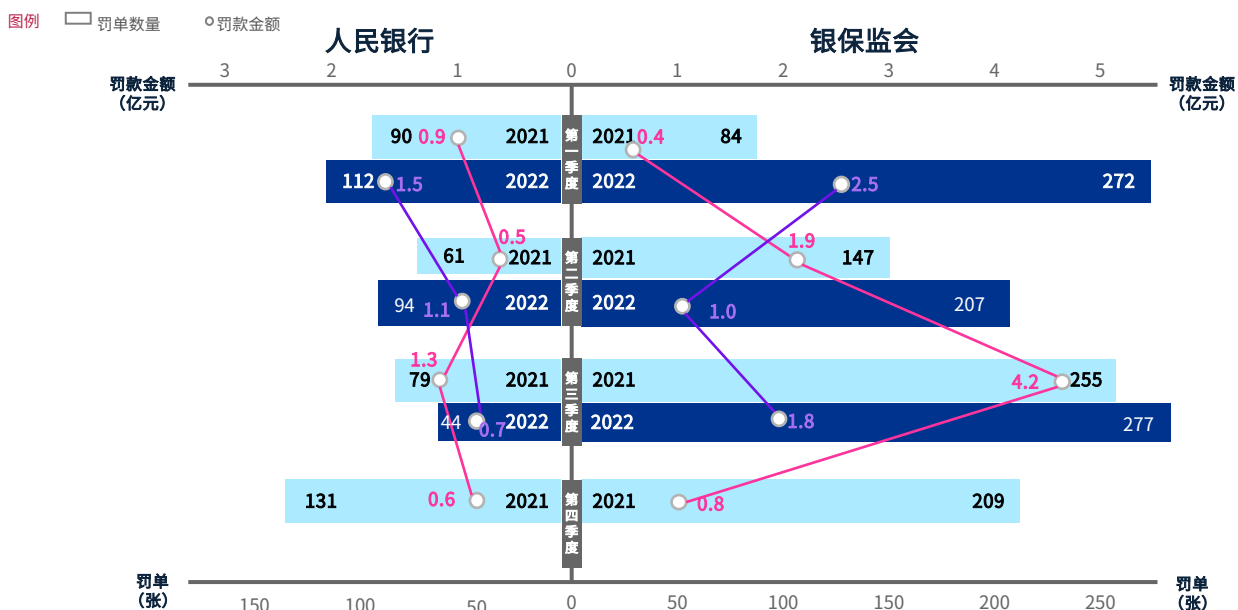 图例 罚单数量 罚款金额
人民银行 银保监会
3 2 1 0 1 2 3 4 5
罚款金额
（亿元）
罚款金额
（亿元）
90 0.9 2021 第一季度 2021 0.4 84
112 1.5 2022 2022 2.5 272
61 0.5 2021 第二季度 2021 1.9 147
94 1.1 2022 2022 1.0 207
79 1.3 2021 第三季度 2021 4.2 255
44 0.7 2022 2022 1.8 277
131 0.6 2021 第四季度 2021 0.8 209
罚单
（张）
150 100 50 0 50 100 150 200 250
罚单
（张）